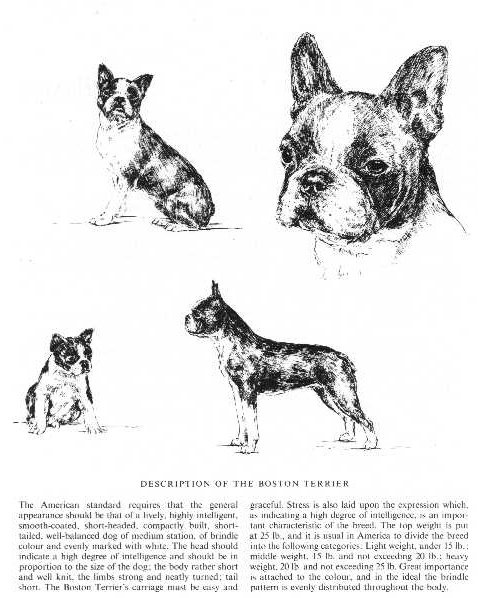 DESCRIPTION OF THE BOSTON TERRIER
The American standard requires that the general
appearance should be that of a lively, highly intelligent,
smooth-coated, short-headed, compactly built, short-
tailed, well-balanced dog of medium station, of brindle
colour and evenly marked with white. The head should
indicate a high degree of intelligence and should be in
proportion to the size of the dog; the body rather short
and well knit, the limbs strong and neatly turned; tail
short. The Boston Terrier's carriage must be easy and
graceful. Stress is also laid upon the expression which,
as indicating a high degree of intelligence, is an impor-
tant characteristic of the breed. The top weight is put
at 25 lb., and it is usual in America to divide the breed
into the following categories: Light weight, under 15 lb.;
middle weight, 15 lb. and not exceeding 20 lb.; heavy
weight, 20 lb. and not exceeding 25 lb. Great importance
is attached to the colour, and in the ideal the brindle
pattern is evenly distributed throughout the body.